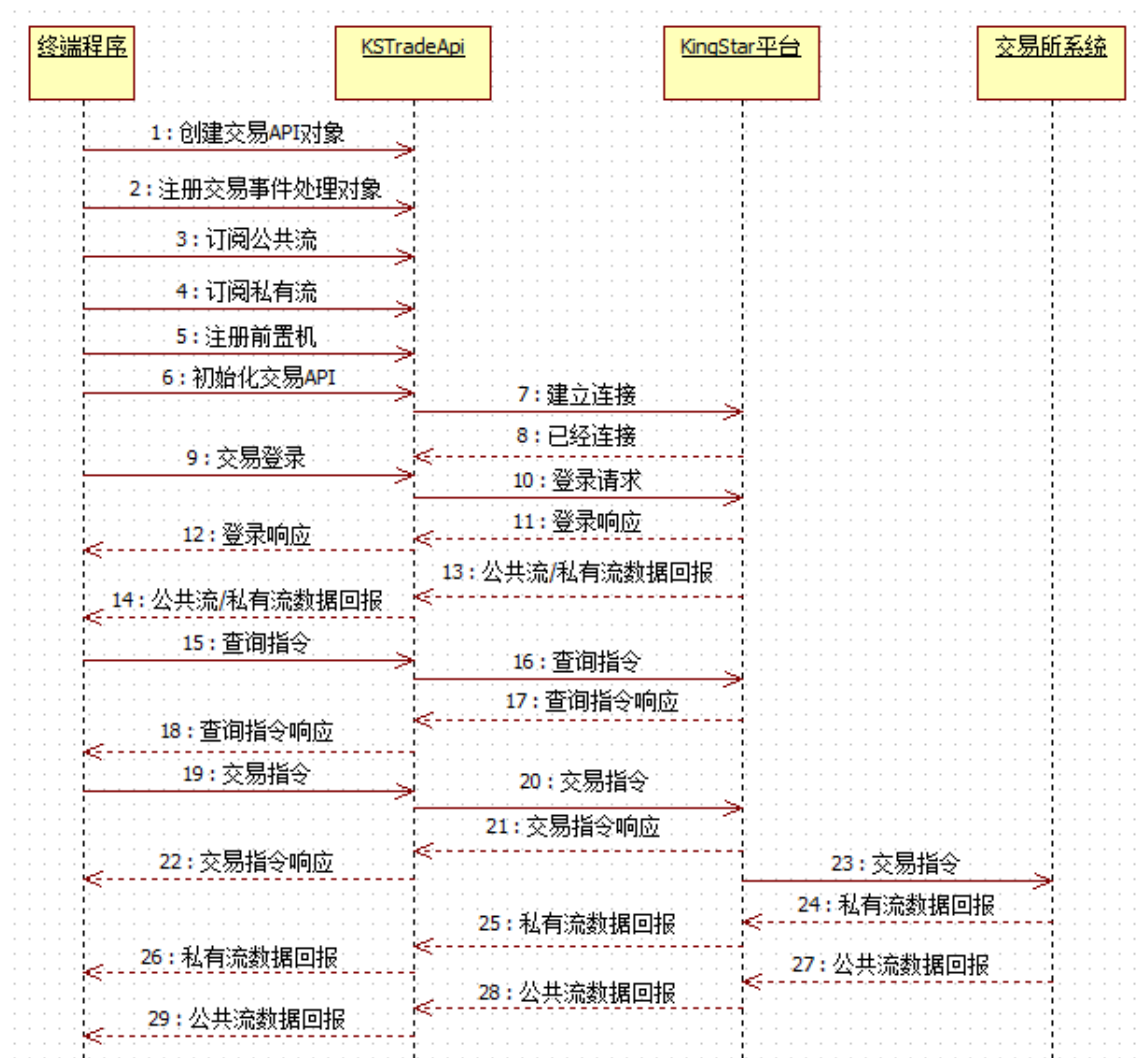 终端程序
KSTradeApi
KingStar平台
交易所系统
1 : 创建交易API对象
2 : 注册交易事件处理对象
3 : 订阅公共流
4 : 订阅私有流
5 : 注册前置机
6 : 初始化交易API
7 : 建立连接
8 : 已经连接
9 : 交易登录
10 : 登录请求
11 : 登录响应
12 : 登录响应
13 : 公共流/私有流数据回报
14 : 公共流/私有流数据回报
15 : 查询指令
16 : 查询指令
17 : 查询指令响应
18 : 查询指令响应
19 : 交易指令
20 : 交易指令
21 : 交易指令响应
22 : 交易指令响应
23 : 交易指令
24 : 私有流数据回报
25 : 私有流数据回报
26 : 私有流数据回报
27 : 公共流数据回报
28 : 公共流数据回报
29 : 公共流数据回报